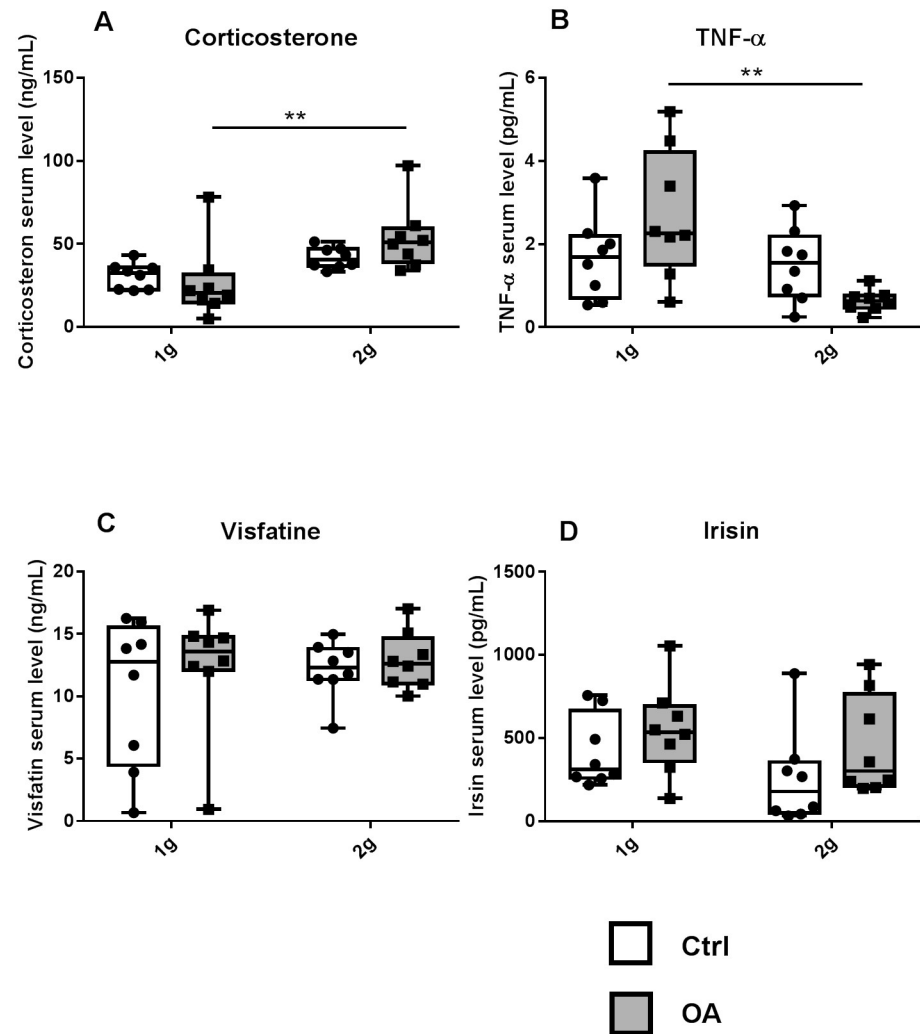 A
Corticosterone
Corticosteron serum level (ng/mL)
150
100
50
0
**
1g
2g
B
TNF-α
TNF-α serum level (pg/mL)
6
4
2
0
**
1g
2g
C
Visfatine
Visfatin serum level (ng/mL)
20
15
10
5
0
1g
2g
D
Irisin
Irsin serum level (pg/mL)
1500
1000
500
0
1g
2g
Ctrl
OA